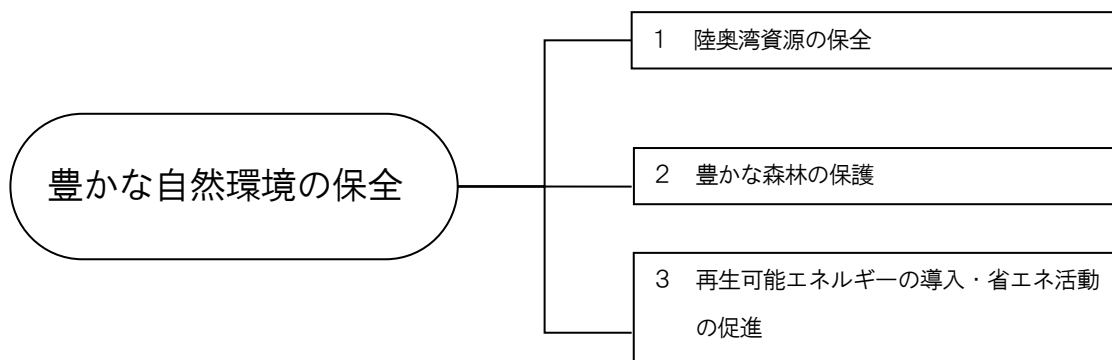 豊かな自然環境の保全
1 陸奥湾資源の保全
2 豊かな森林の保護
3 再生可能エネルギーの導入・省エネ活動
の促進